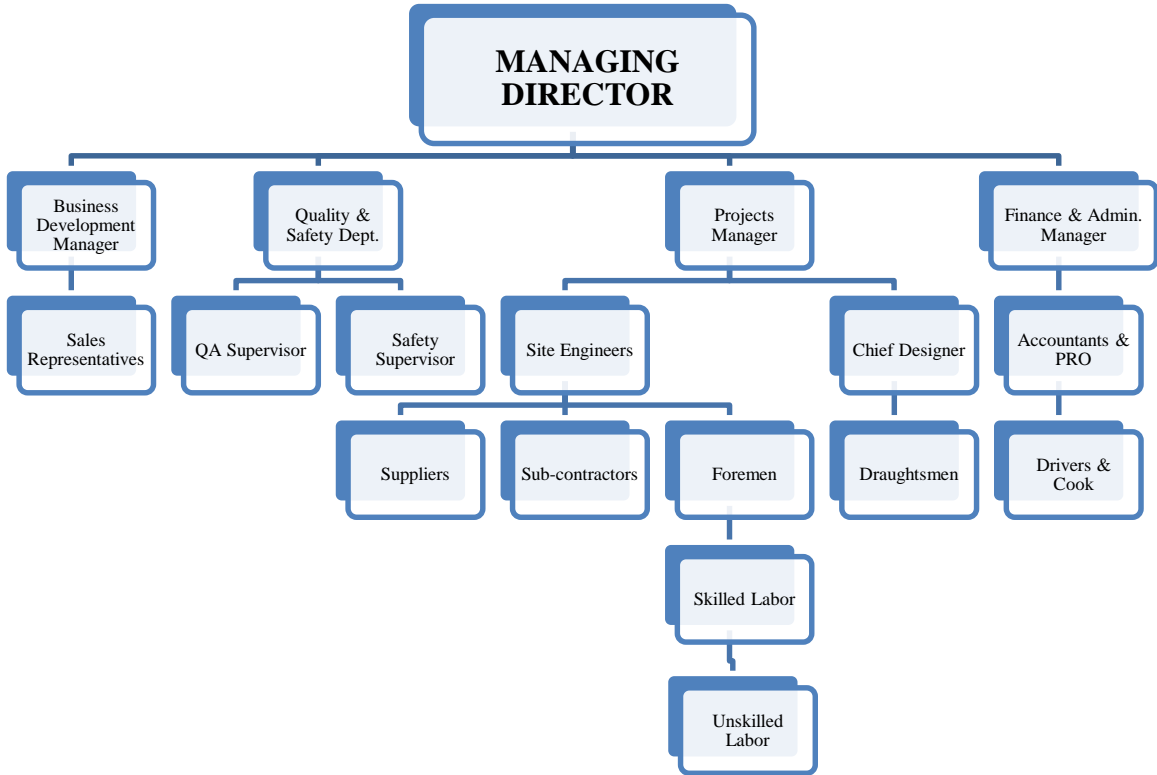 MANAGING
DIRECTOR
Business
Development
Manager
Quality &
Safety Dept.
Projects
Manager
Finance & Admin.
Manager
Sales
Representatives
QA Supervisor
Safety
Supervisor
Site Engineers
Chief Designer
Accountants &
PRO
Suppliers
Sub-contractors
Foremen
Draughtsmen
Drivers &
Cook
Skilled Labor
Unskilled
Labor